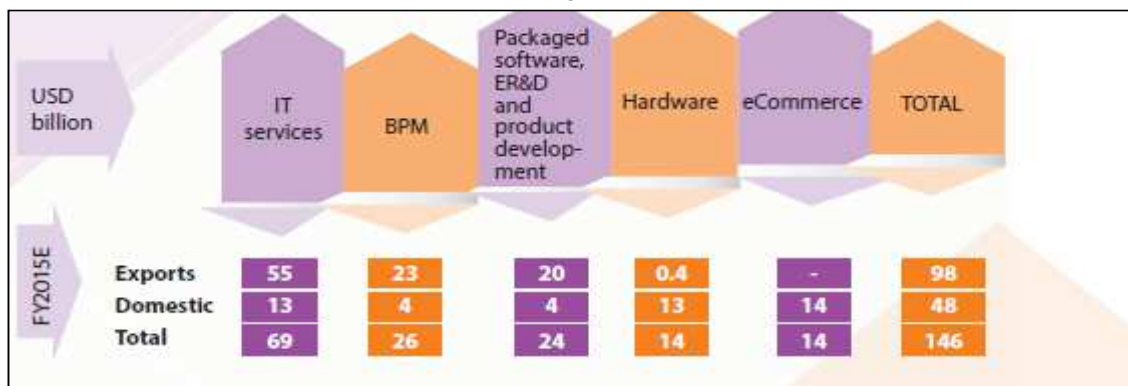 USD
billion
IT
services
BPM
Packaged
software,
ER&D
and
product
develop-
ment
Hardware
eCommerce
TOTAL
FY2015E
Exports 55 23 20 0.4 - 98
Domestic 13 4 4 13 14 48
Total 69 26 24 14 14 146